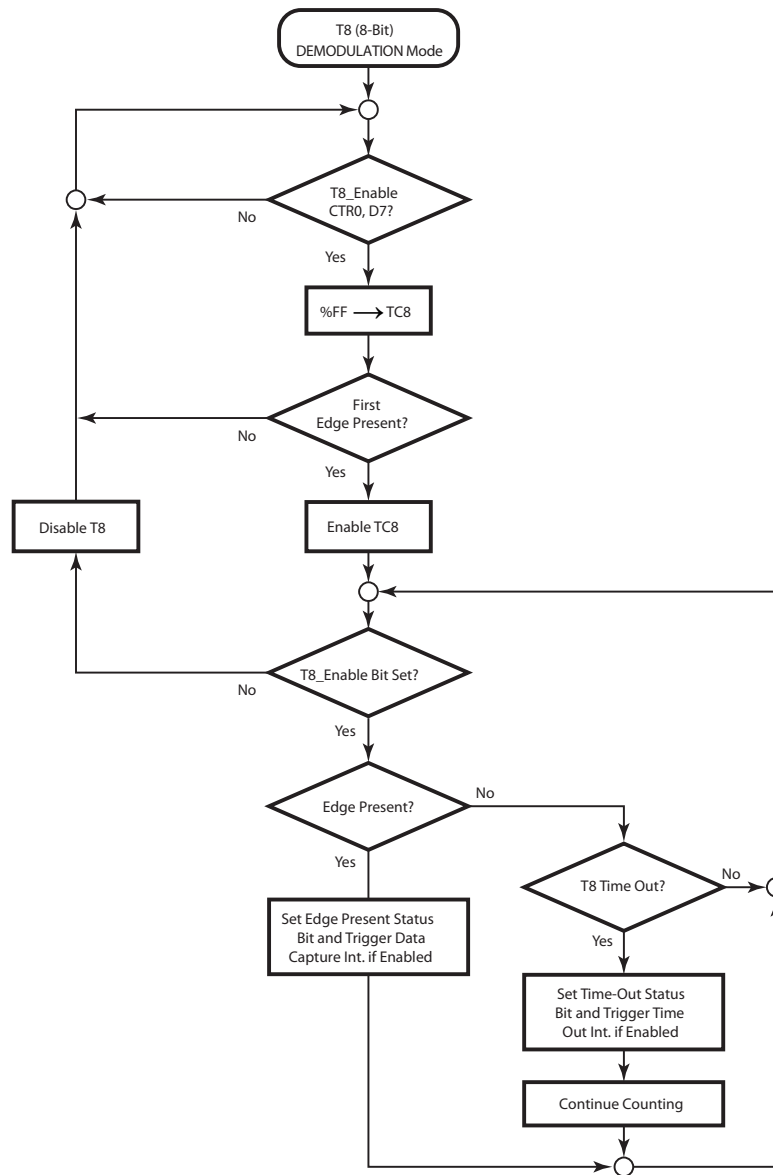 T8 (8-Bit)
DEMODULATION Mode
T8_Enable
CTR0, D7?
No
Yes
%FF → TC8
First
Edge Present?
No
Yes
Disable T8
Enable TC8
T8_Enable Bit Set?
No
Yes
Edge Present?
No
Yes
T8 Time Out?
No
Yes
Set Edge Present Status
Bit and Trigger Data
Capture Int. if Enabled
Set Time-Out Status
Bit and Trigger Time
Out Int. if Enabled
Continue Counting